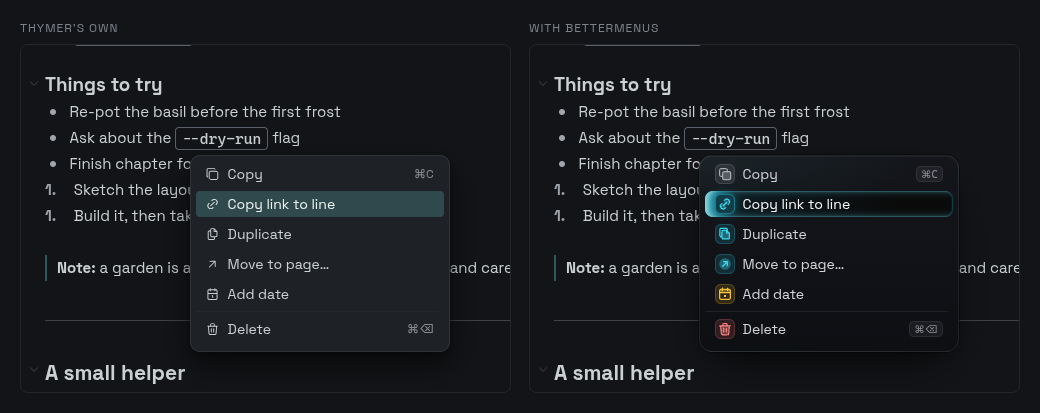 THYMER'S OWN
Things to try
Re-pot the basil before the first frost
Ask about the --dry-run flag
Finish chapter fo
1. Sketch the layou
1. Build it, then tak
Note: a garden is a
and care
A small helper
Copy ⌘C
Copy link to line
Duplicate
Move to page...
Add date
Delete ⌘⌫
WITH BETTERMENUS
Things to try
Re-pot the basil before the first frost
Ask about the --dry-run flag
Finish chapter fo
1. Sketch the layou
1. Build it, then tak
Note: a garden is a
and care
A small helper
Copy ⌘C
Copy link to line
Duplicate
Move to page...
Add date
Delete ⌘⌫